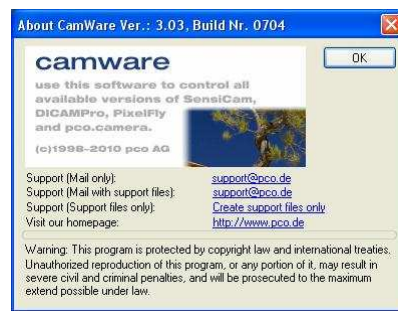 About CamWare Ver.: 3.03, Build Nr. 0704
OK
camware
use this software to control all
available versions of SensiCam,
DICAMPro, PixelFly
and pco.camera.
(c)1998-2010 pco AG
Support (Mail only): support@pco.de
Support (Mail with support files): support@pco.de
Support (Support files only): Create support files only
Visit our homepage: http://www.pco.de
Warning: This program is protected by copyright law and international treaties.
Unauthorized reproduction of this program, or any portion of it, may result in
severe civil and criminal penalties, and will be prosecuted to the maximum
extend possible under law.